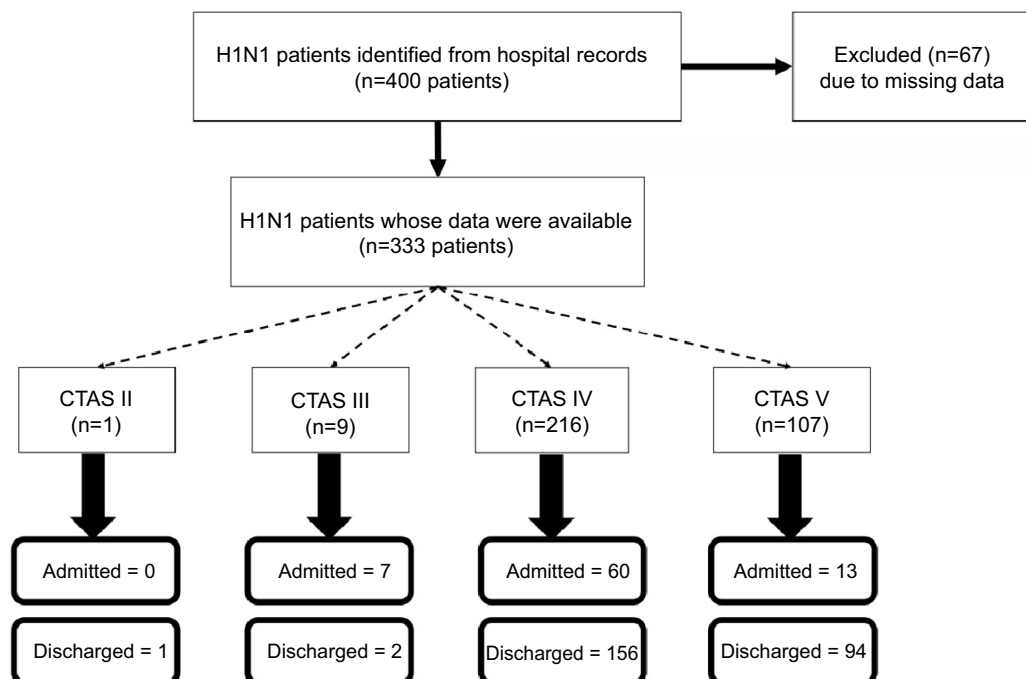 H1N1 patients identified from hospital records
(n=400 patients)
Excluded (n=67)
due to missing data
H1N1 patients whose data were available
(n=333 patients)
CTAS II
(n=1)
CTAS III
(n=9)
CTAS IV
(n=216)
CTAS V
(n=107)
Admitted = 0
Admitted = 7
Admitted = 60
Admitted = 13
Discharged = 1
Discharged = 2
Discharged = 156
Discharged = 94